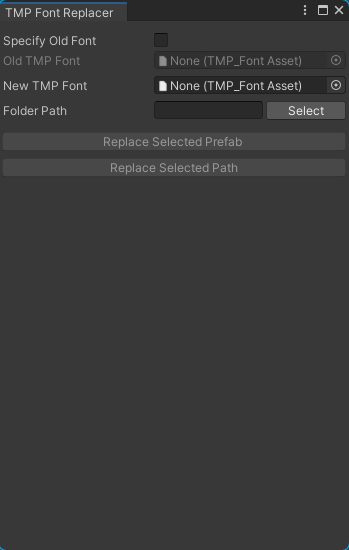 TMP Font Replacer
Specify Old Font
Old TMP Font None (TMP_Font Asset)
New TMP Font None (TMP_Font Asset)
Folder Path Select
Replace Selected Prefab
Replace Selected Path